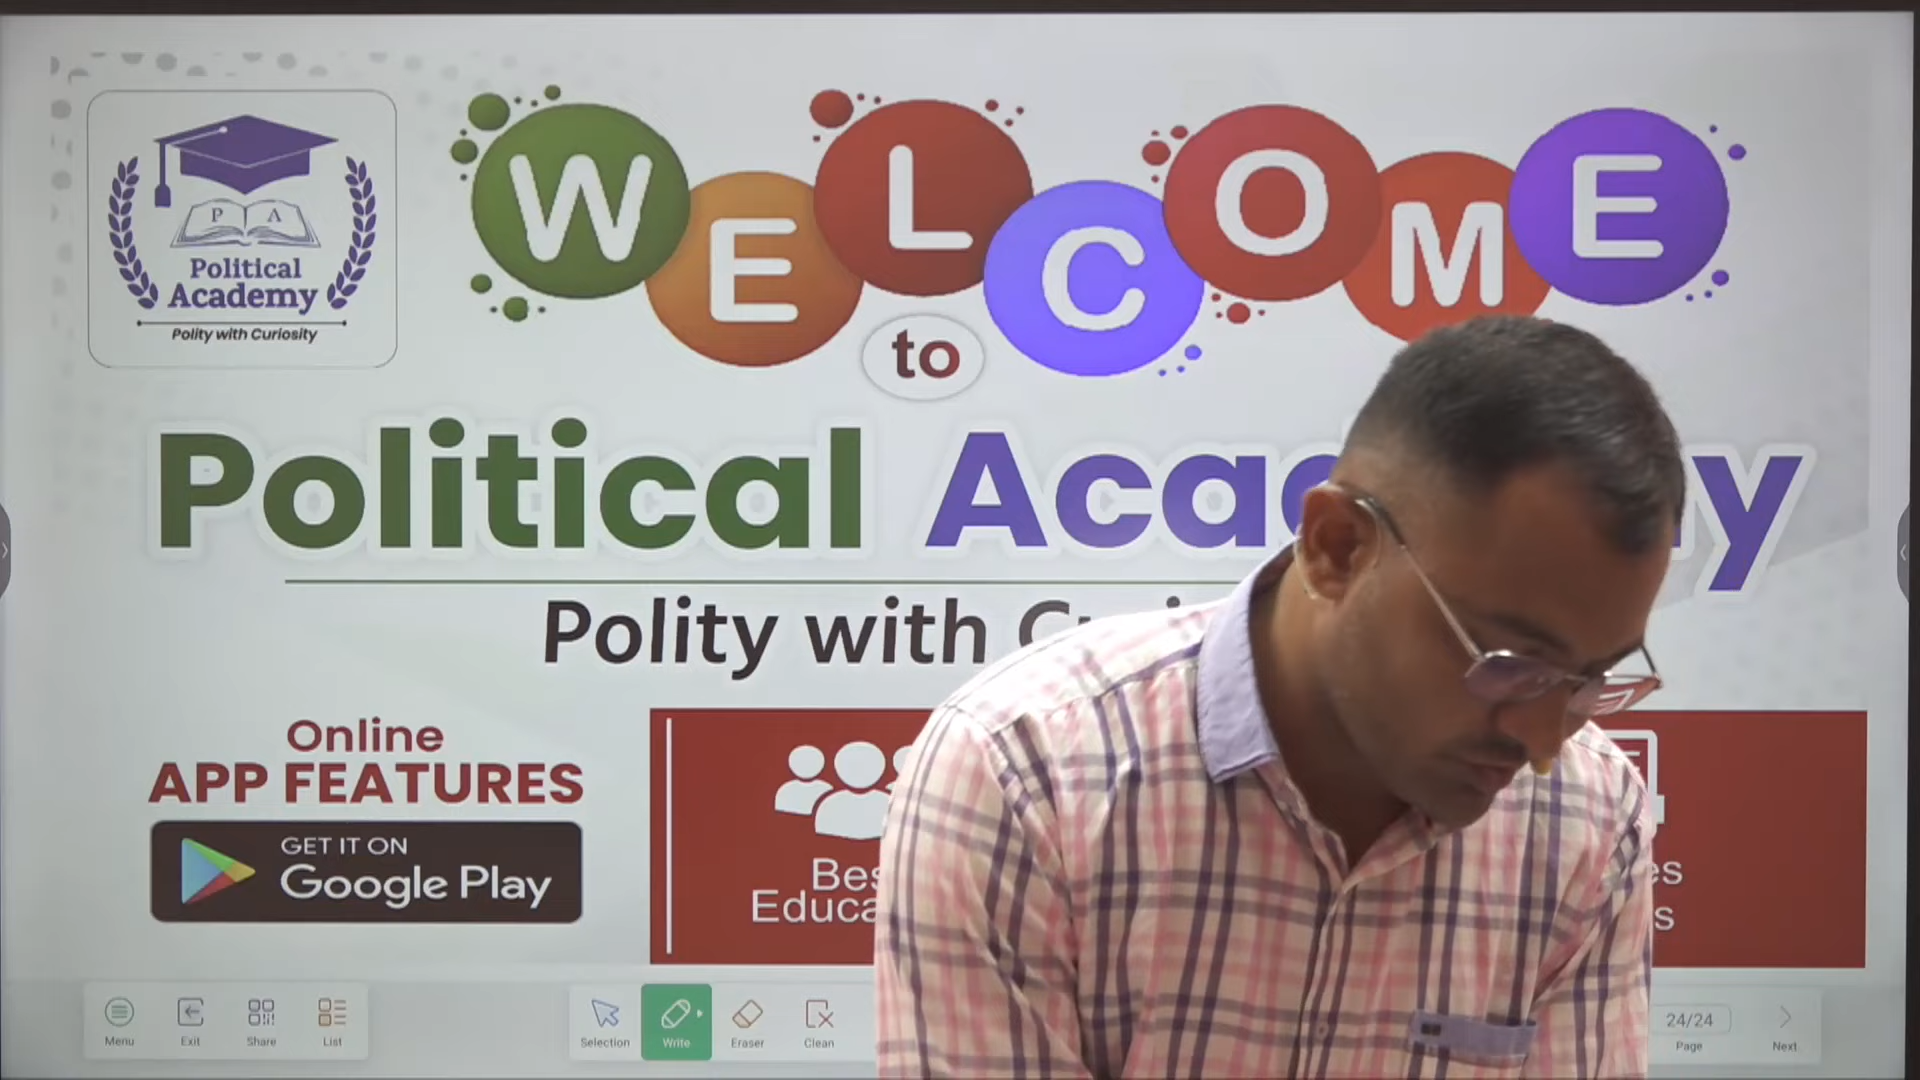 WELCOME
to
P A
Political
Academy
Polity with Curiosity
Political
Polity with
Online
APP FEATURES
GET IT ON
Google Play
Menu
Exit
Share
List
Selection
Write
Eraser
Clean
24/24
Page
Next